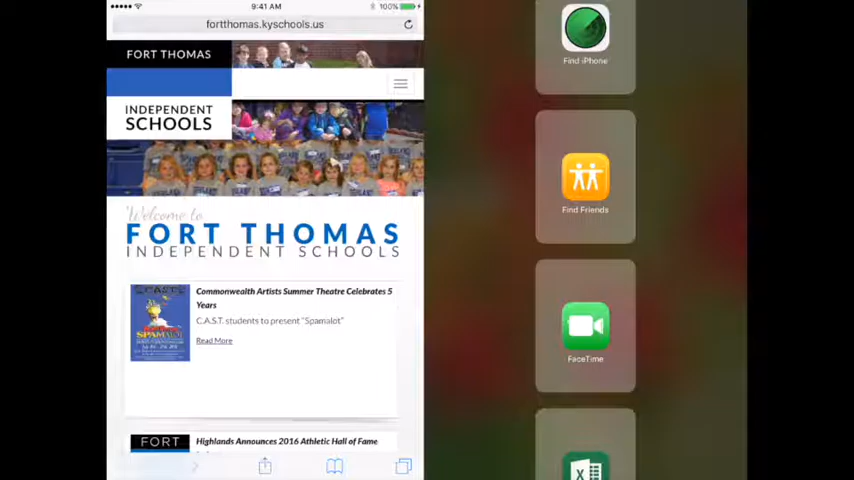 9:41 AM
100%
fortthomas.kyschools.us
FORT THOMAS
INDEPENDENT
SCHOOLS
Welcome to
FORT THOMAS
INDEPENDENT SCHOOLS
Commonwealth Artists Summer Theatre Celebrates 5
Years
C.A.S.T. students to present "Spamalot"
Read More
SPAMALOT
FORT
Highlands Announces 2016 Athletic Hall of Fame
Find iPhone
Find Friends
FaceTime